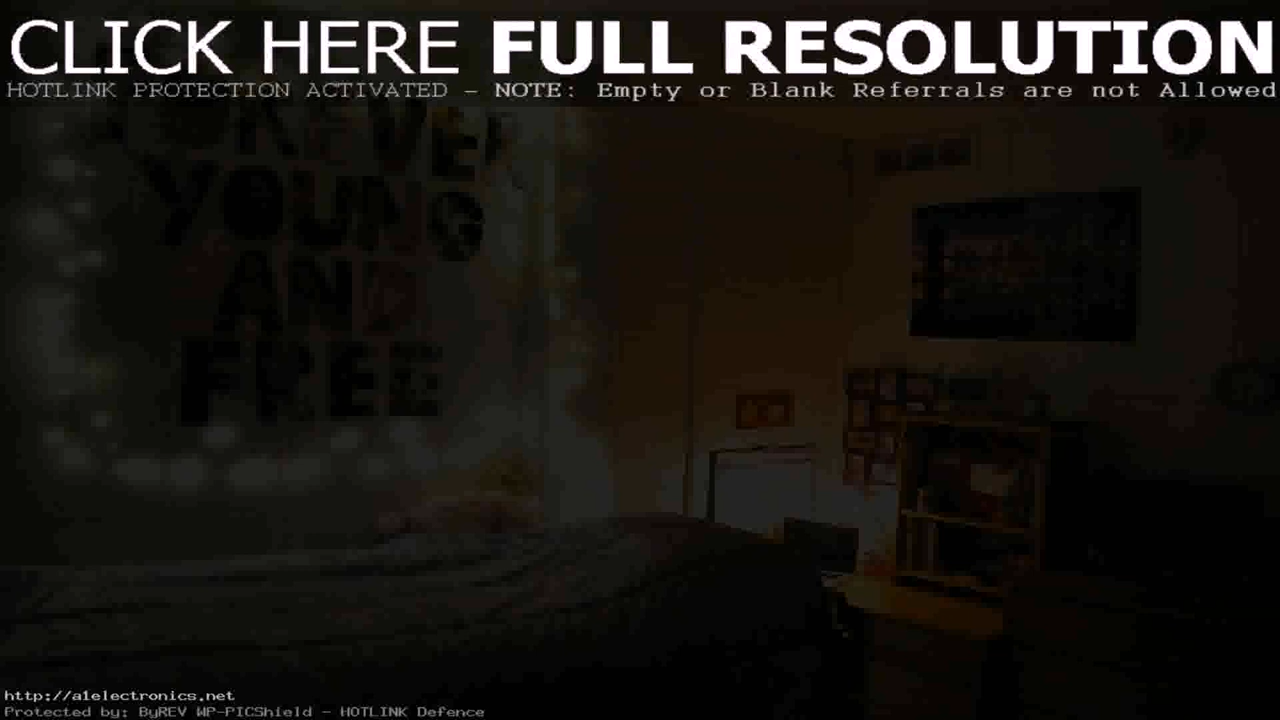 CLICK HERE FULL RESOLUTION
HOTLINK PROTECTION ACTIVATED – NOTE: Empty or Blank Referrals are not Allowed
YOUNG
AND
FREE
http://a1electronics.net
Protected by: ByREV WP-PICShield – HOTLINK Defence